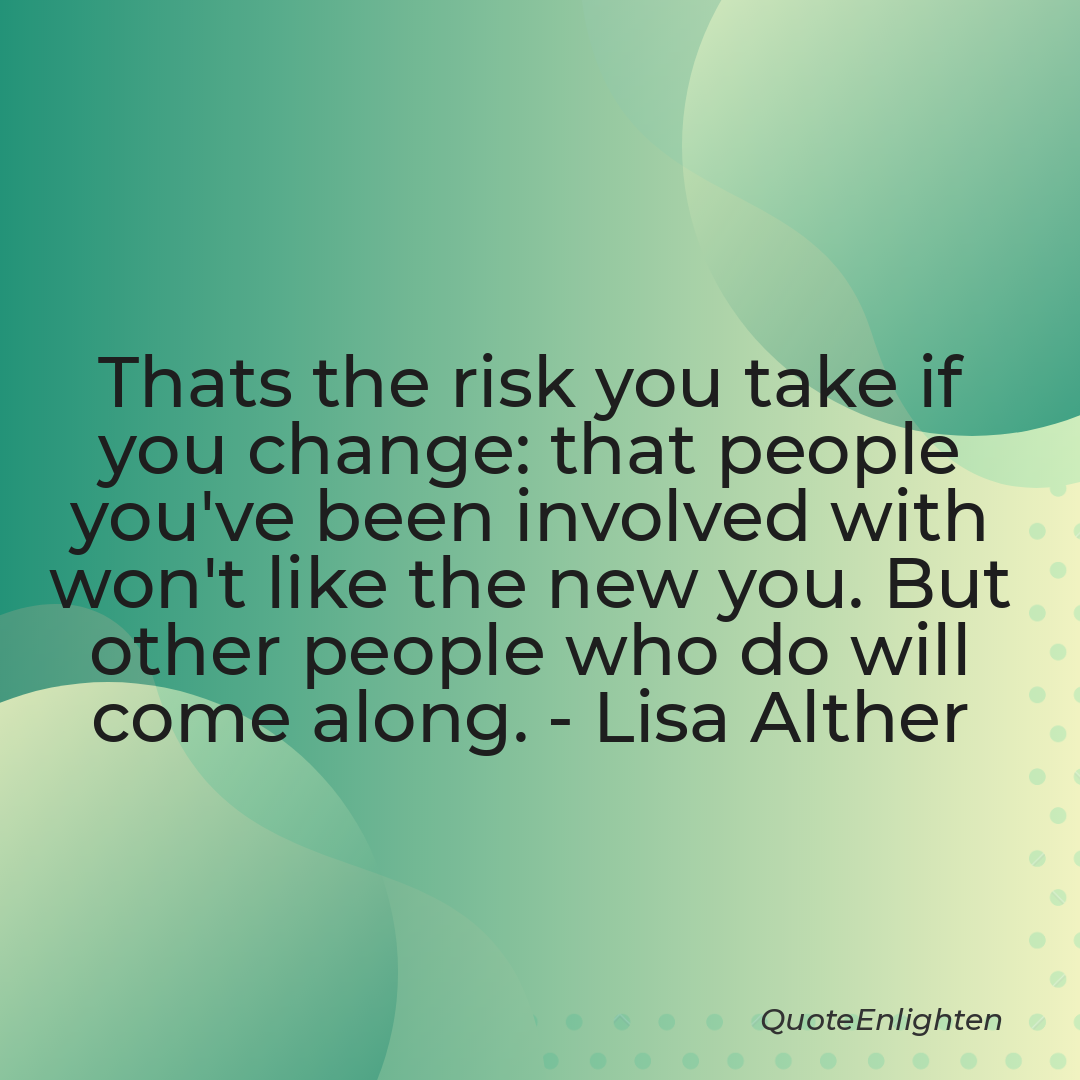 Thats the risk you take if
you change: that people
you've been involved with
won't like the new you. But
other people who do will
come along. - Lisa Alther
QuoteEnlighten